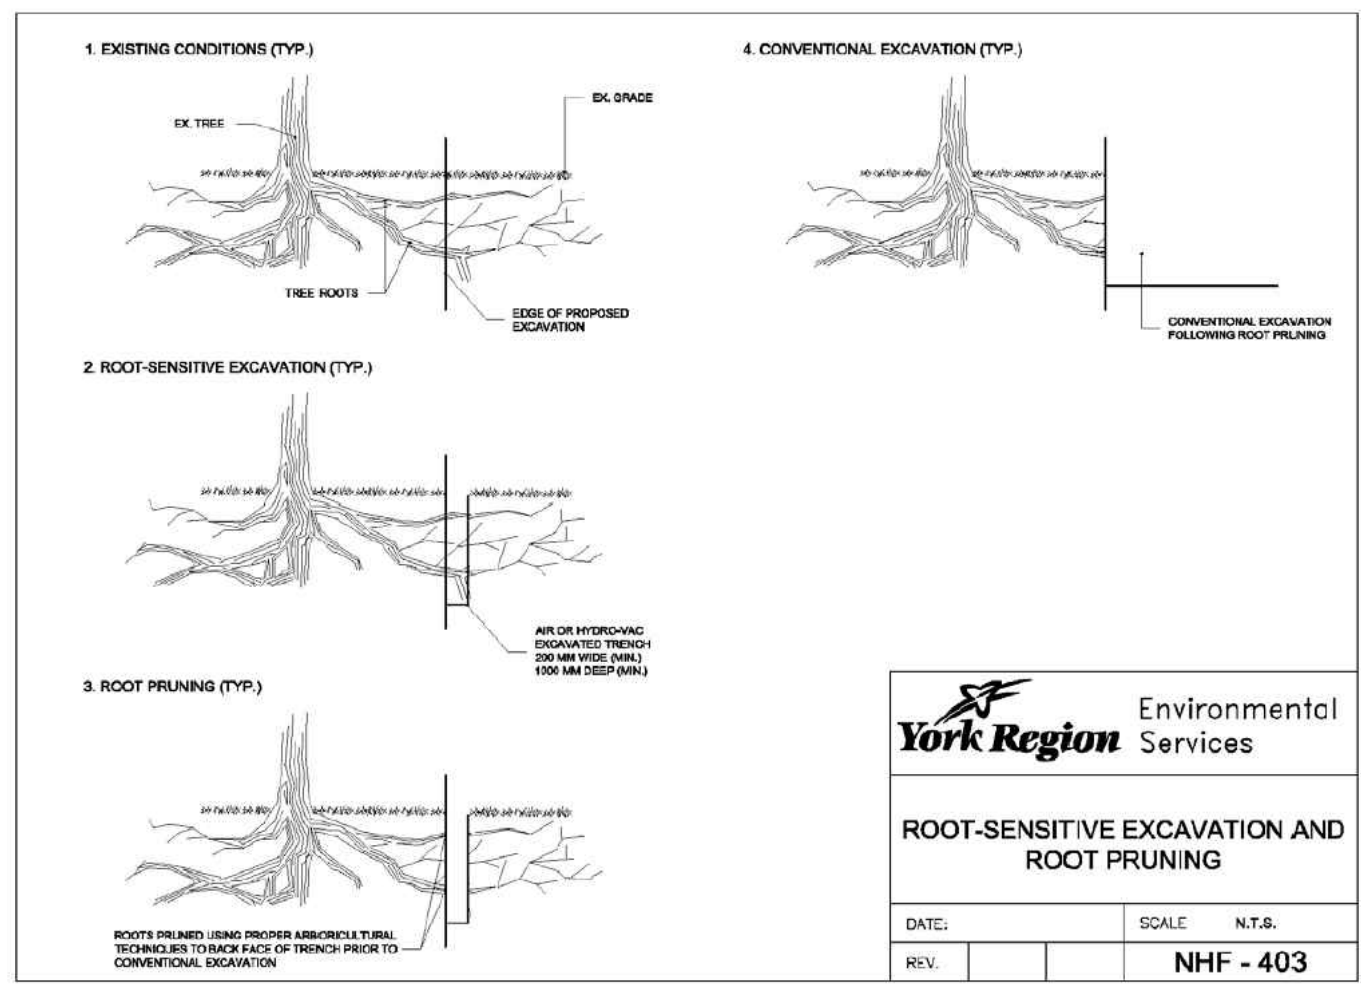 1. EXISTING CONDITIONS (TYP.)
EX. GRADE
EX. TREE
TREE ROOTS
EDGE OF PROPOSED
EXCAVATION
2. ROOT-SENSITIVE EXCAVATION (TYP.)
AIR OR HYDRO-VAC
EXCAVATED TRENCH
200 MM WIDE (MIN.)
1000 MM DEEP (MIN.)
3. ROOT PRUNING (TYP.)
ROOTS PRUNED USING PROPER ARBORICULTURAL
TECHNIQUES TO BACK FACE OF TRENCH PRIOR TO
CONVENTIONAL EXCAVATION
4. CONVENTIONAL EXCAVATION (TYP.)
CONVENTIONAL EXCAVATION
FOLLOWING ROOT PRUNING
York Region
Environmental
Services
ROOT-SENSITIVE EXCAVATION AND
ROOT PRUNING
DATE:
SCALE N.T.S.
REV.
NHF - 403